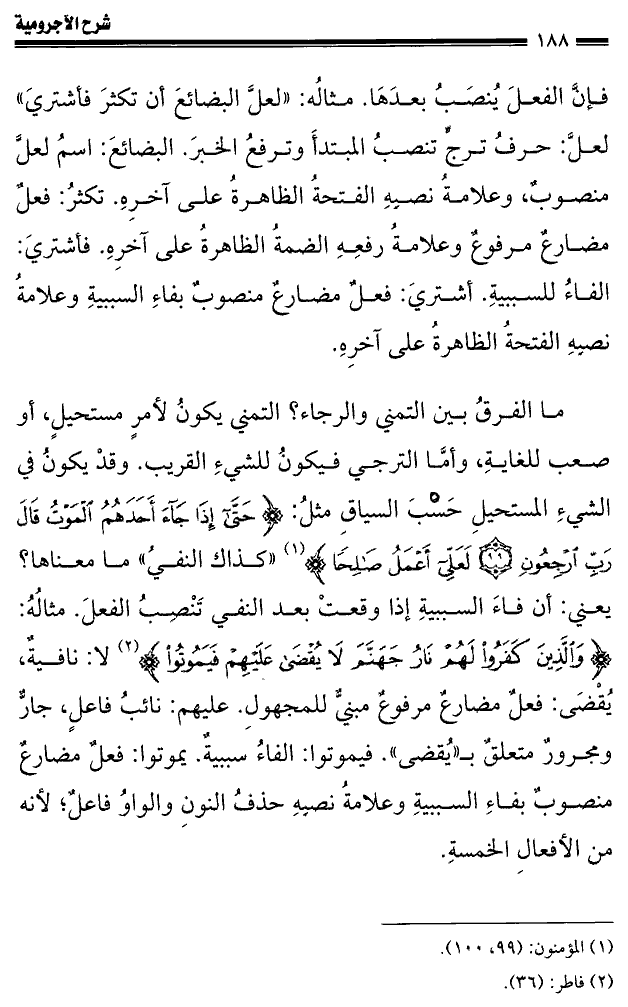 شرح الآجرومية
١٨٨
فإنَّ الفعلَ يُنصَبُ بعدَهَا. مثالُه: «لعلَّ البضائعَ أن تكثرَ فأشتريَ»
لعلَّ: حرفُ ترجٍّ تنصبُ المبتدأَ وترفعُ الخبرَ. البضائعَ: اسمُ لعلَّ
منصوبٌ، وعلامةُ نصبِهِ الفتحةُ الظاهرةُ على آخرِهِ. تكثرُ: فعلٌ
مضارعٌ مرفوعٌ وعلامةُ رفعِهِ الضمةُ الظاهرةُ على آخرِهِ. فأشتريَ:
الفاءُ للسببيةِ. أشتريَ: فعلٌ مضارعٌ منصوبٌ بفاءِ السببيةِ وعلامةُ
نصبِهِ الفتحةُ الظاهرةُ على آخرِهِ.
ما الفرقُ بين التمني والرجاء؟ التمني يكونُ لأمرٍ مستحيلٍ، أو
صعب للغايةِ، وأمَّا الترجي فيكونُ للشيءِ القريب. وقدْ يكونُ في
الشيءِ المستحيلِ حَسْبَ السياقِ مثلُ: ﴿ حَتَّىٰٓ إِذَا جَآءَ أَحَدَهُمُ ٱلْمَوْتُ قَالَ
رَبِّ ٱرْجِعُونِ ﴿٩٩﴾ لَعَلِّىٓ أَعْمَلُ صَٰلِحًا ﴾(١) «كذاك النفيُ» ما معناها؟
يعني: أن فاءَ السببيةِ إذا وقعتْ بعد النفي تَنْصِبُ الفعلَ. مثالُهُ:
﴿ وَٱلَّذِينَ كَفَرُوا۟ لَهُمْ نَارُ جَهَنَّمَ لَا يُقْضَىٰ عَلَيْهِمْ فَيَمُوتُوا۟ ﴾(٢) لا: نافيةٌ،
يُقْضَى: فعلٌ مضارعٌ مرفوعٌ مبنيٌّ للمجهولِ. عليهم: نائبُ فاعلٍ، جارٌّ
ومجرورٌ متعلقٌ بـ«يُقضى». فيموتوا: الفاءُ سببيةٌ. يموتوا: فعلٌ مضارعٌ
منصوبٌ بفاءِ السببيةِ وعلامةُ نصبِهِ حذفُ النونِ والواوُ فاعلٌ؛ لأنه
من الأفعالِ الخمسةِ.
(١) المؤمنون: (٩٩، ١٠٠).
(٢) فاطر: (٣٦).